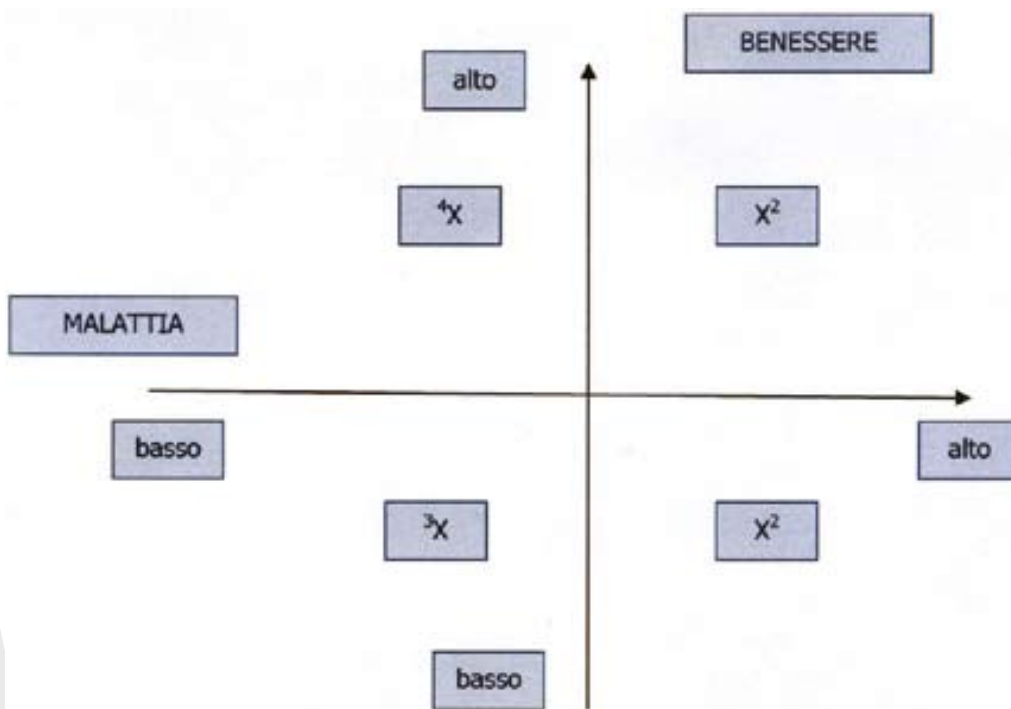 BENESSERE
alto
⁴X
X²
MALATTIA
basso
alto
³X
X²
basso